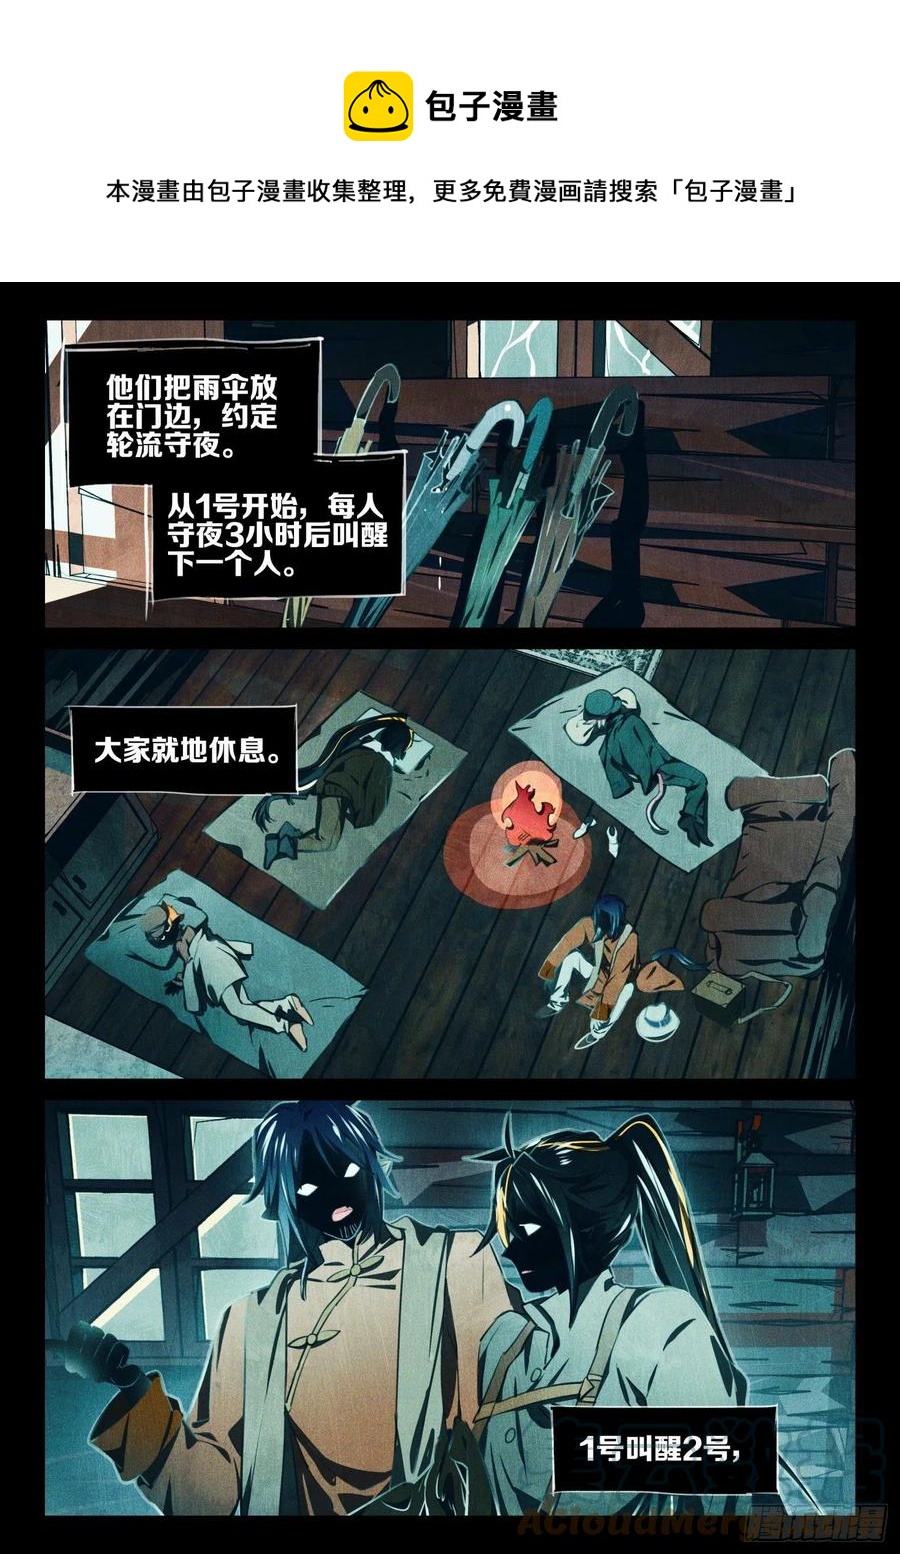 包子漫畫
本漫畫由包子漫畫收集整理，更多免費漫画請搜索「包子漫畫」
他们把雨伞放
在门边，约定
轮流守夜。
从1号开始，每人
守夜3小时后叫醒
下一个人。
大家就地休息。
1号叫醒2号，